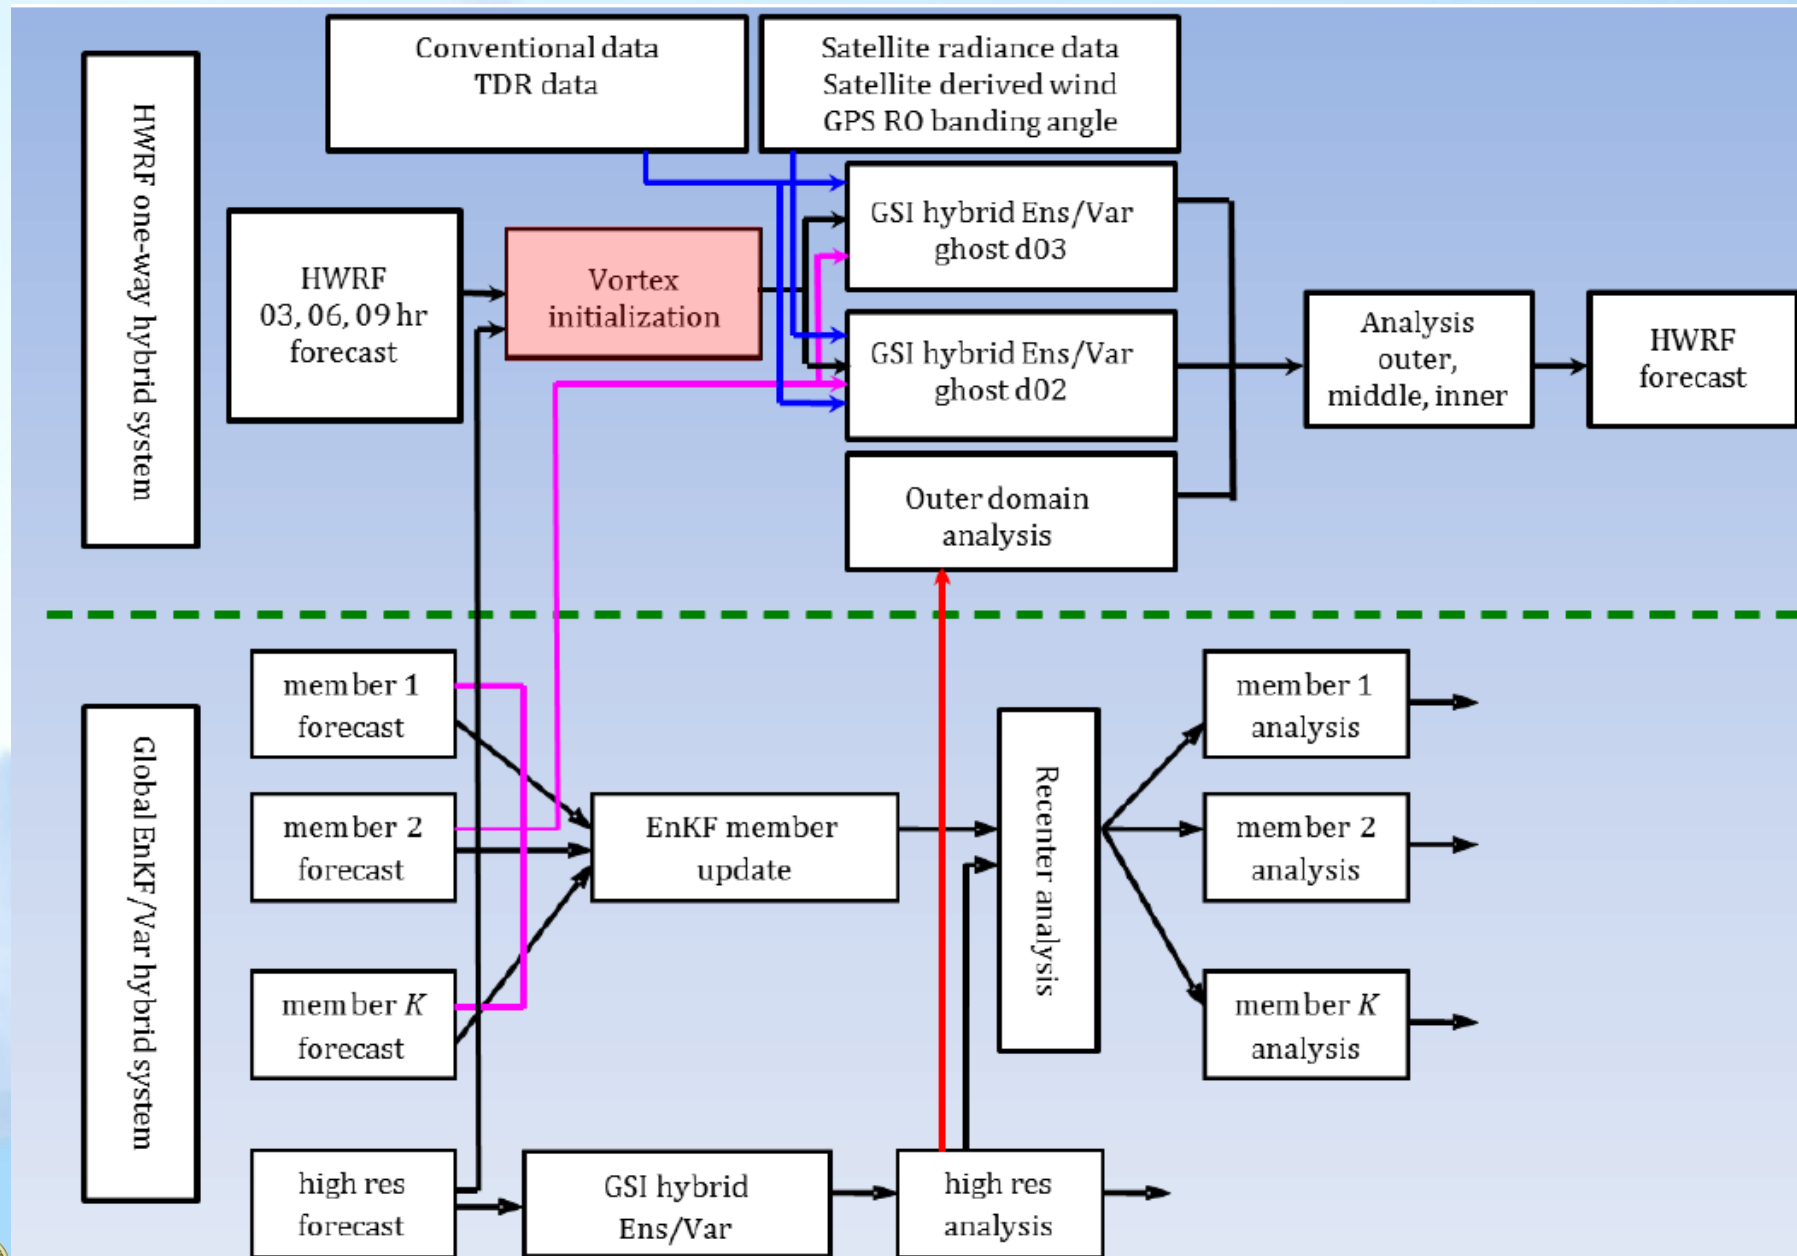 HWRF one-way hybrid system
Conventional data
TDR data
Satellite radiance data
Satellite derived wind
GPS RO banding angle
HWRF
03, 06, 09 hr
forecast
Vortex
initialization
GSI hybrid Ens/Var
ghost d03
GSI hybrid Ens/Var
ghost d02
Outer domain
analysis
Analysis
outer,
middle, inner
HWRF
forecast
Global EnKF/Var hybrid system
member 1
forecast
member 2
forecast
member K
forecast
high res
forecast
EnKF member
update
GSI hybrid
Ens/Var
high res
analysis
Recenter analysis
member 1
analysis
member 2
analysis
member K
analysis